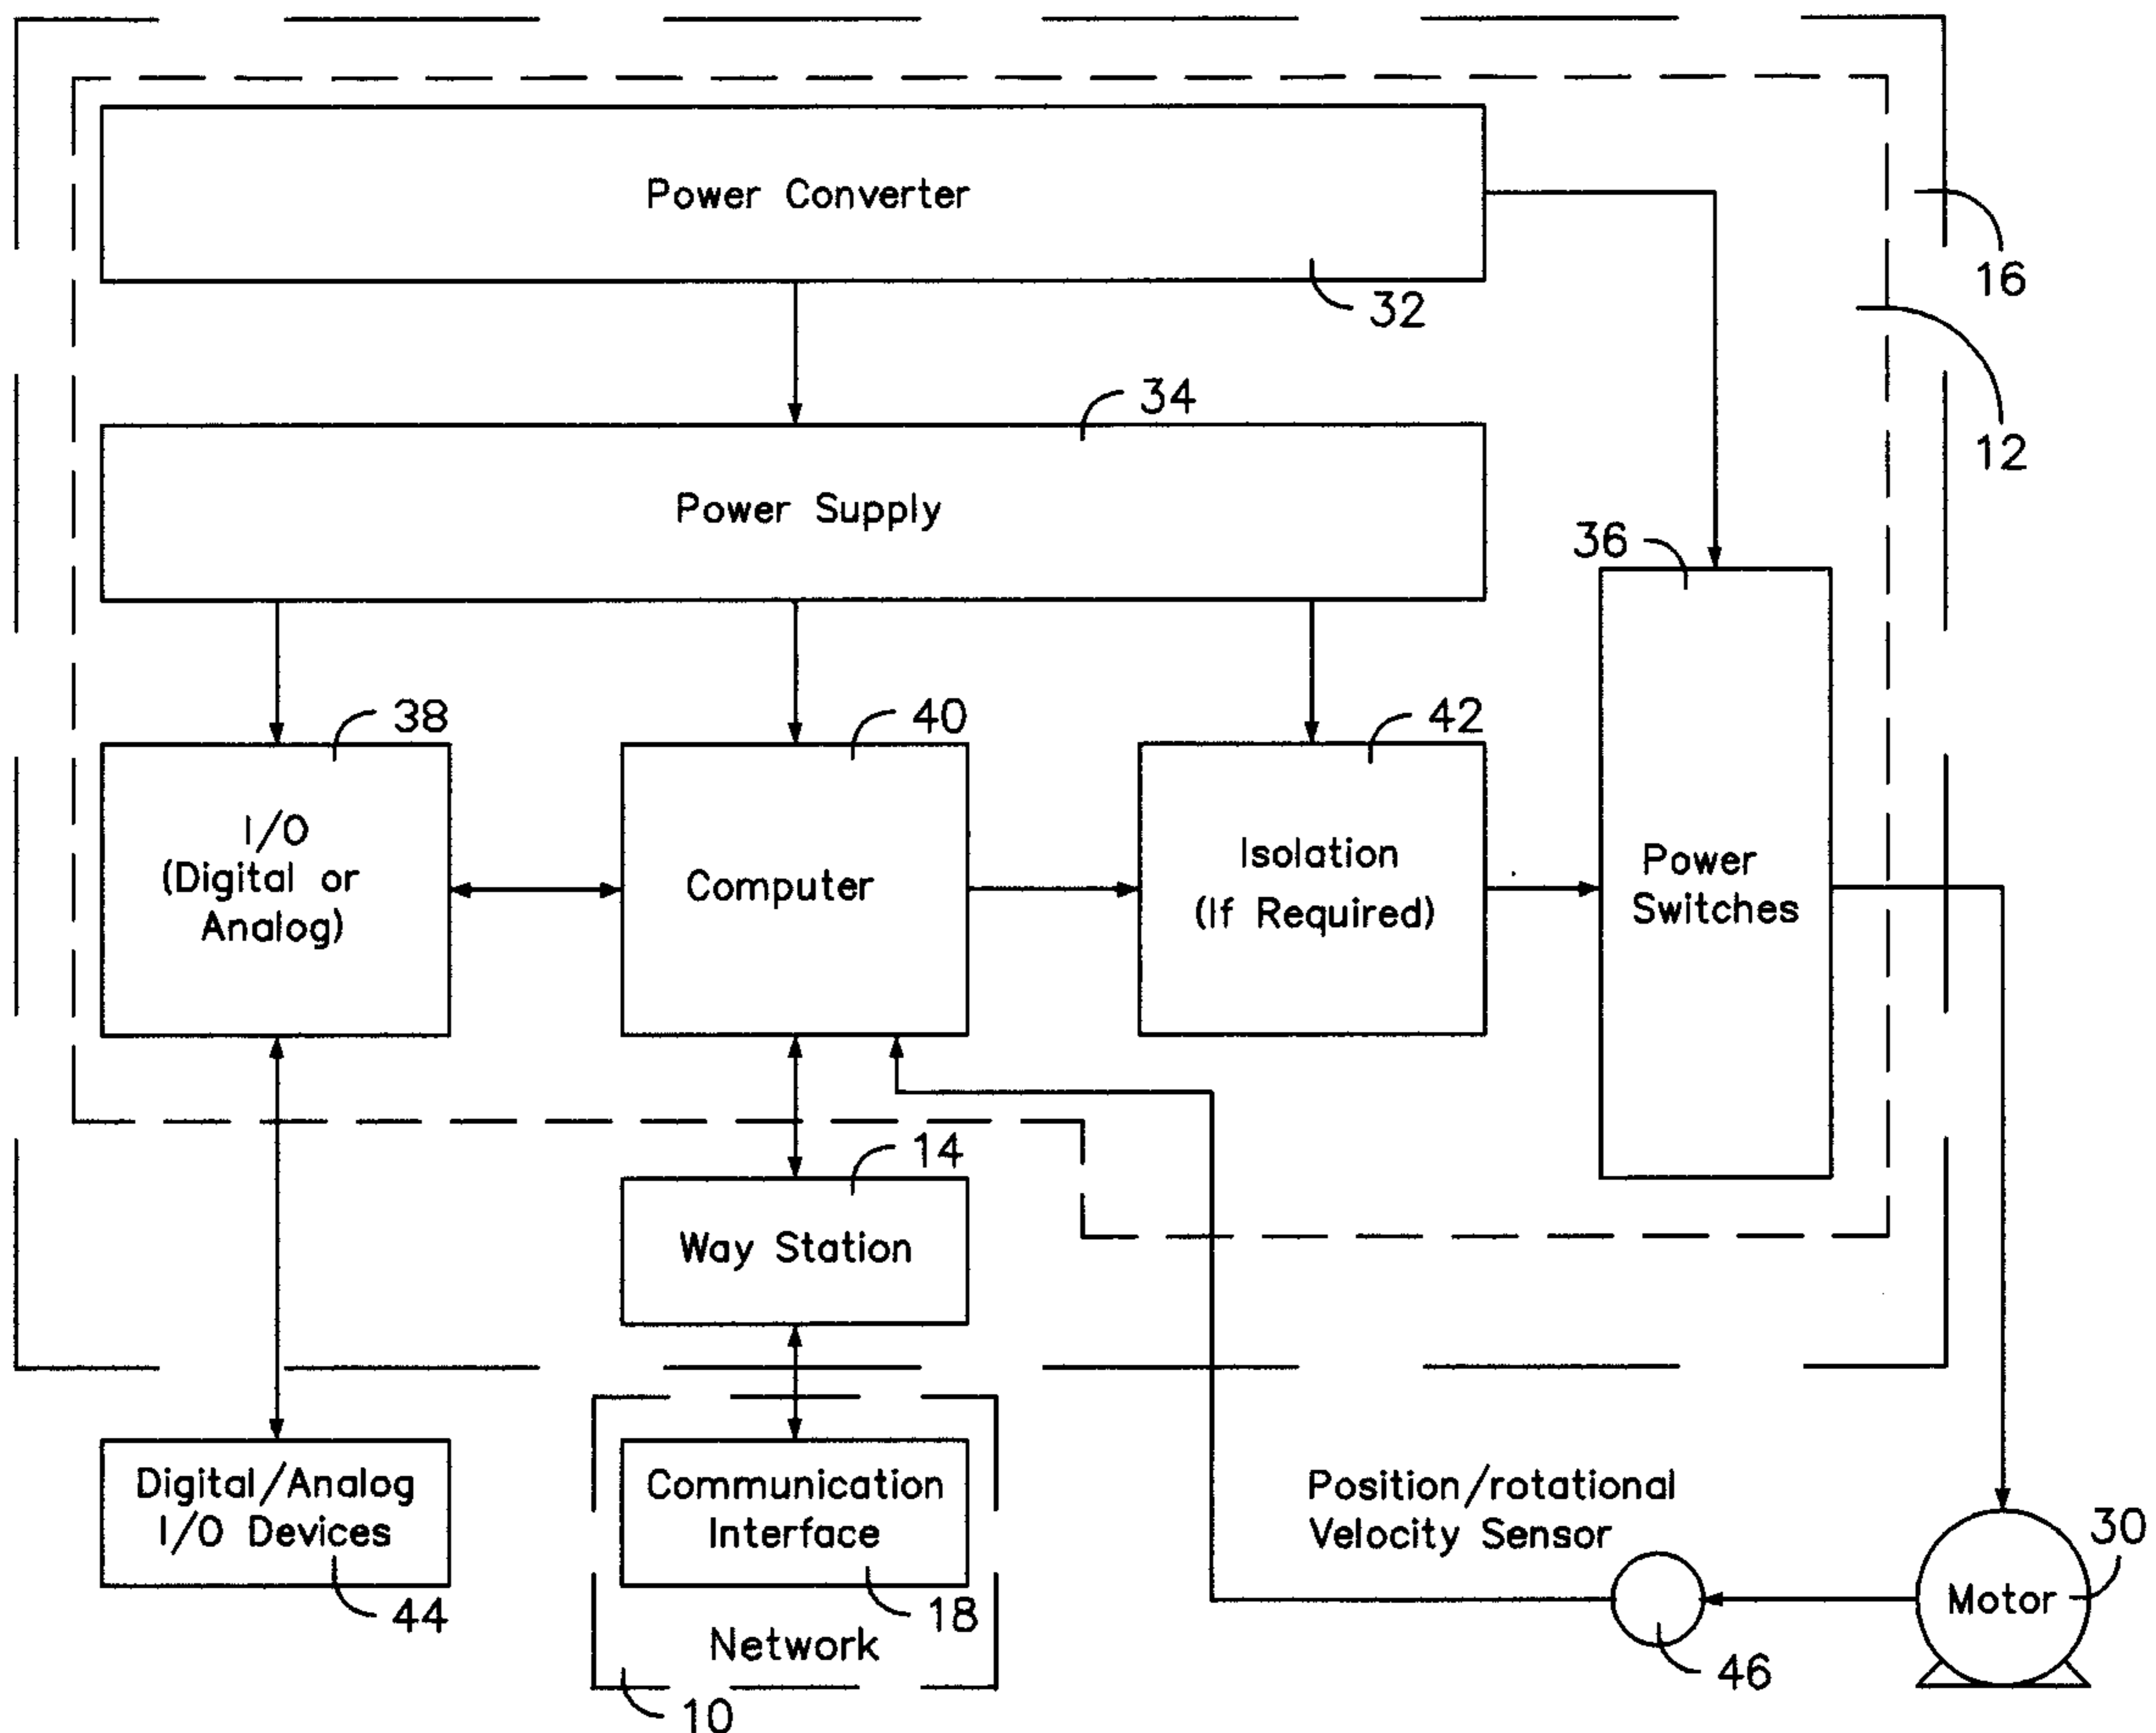 Power Converter
32
16
12
34
Power Supply
36
38
40
42
I/O
(Digital or
Analog)
Computer
Isolation
(If Required)
Power
Switches
14
Way Station
Digital/Analog
I/O Devices
44
Communication
Interface
18
Network
10
Position/rotational
Velocity Sensor
46
Motor
30